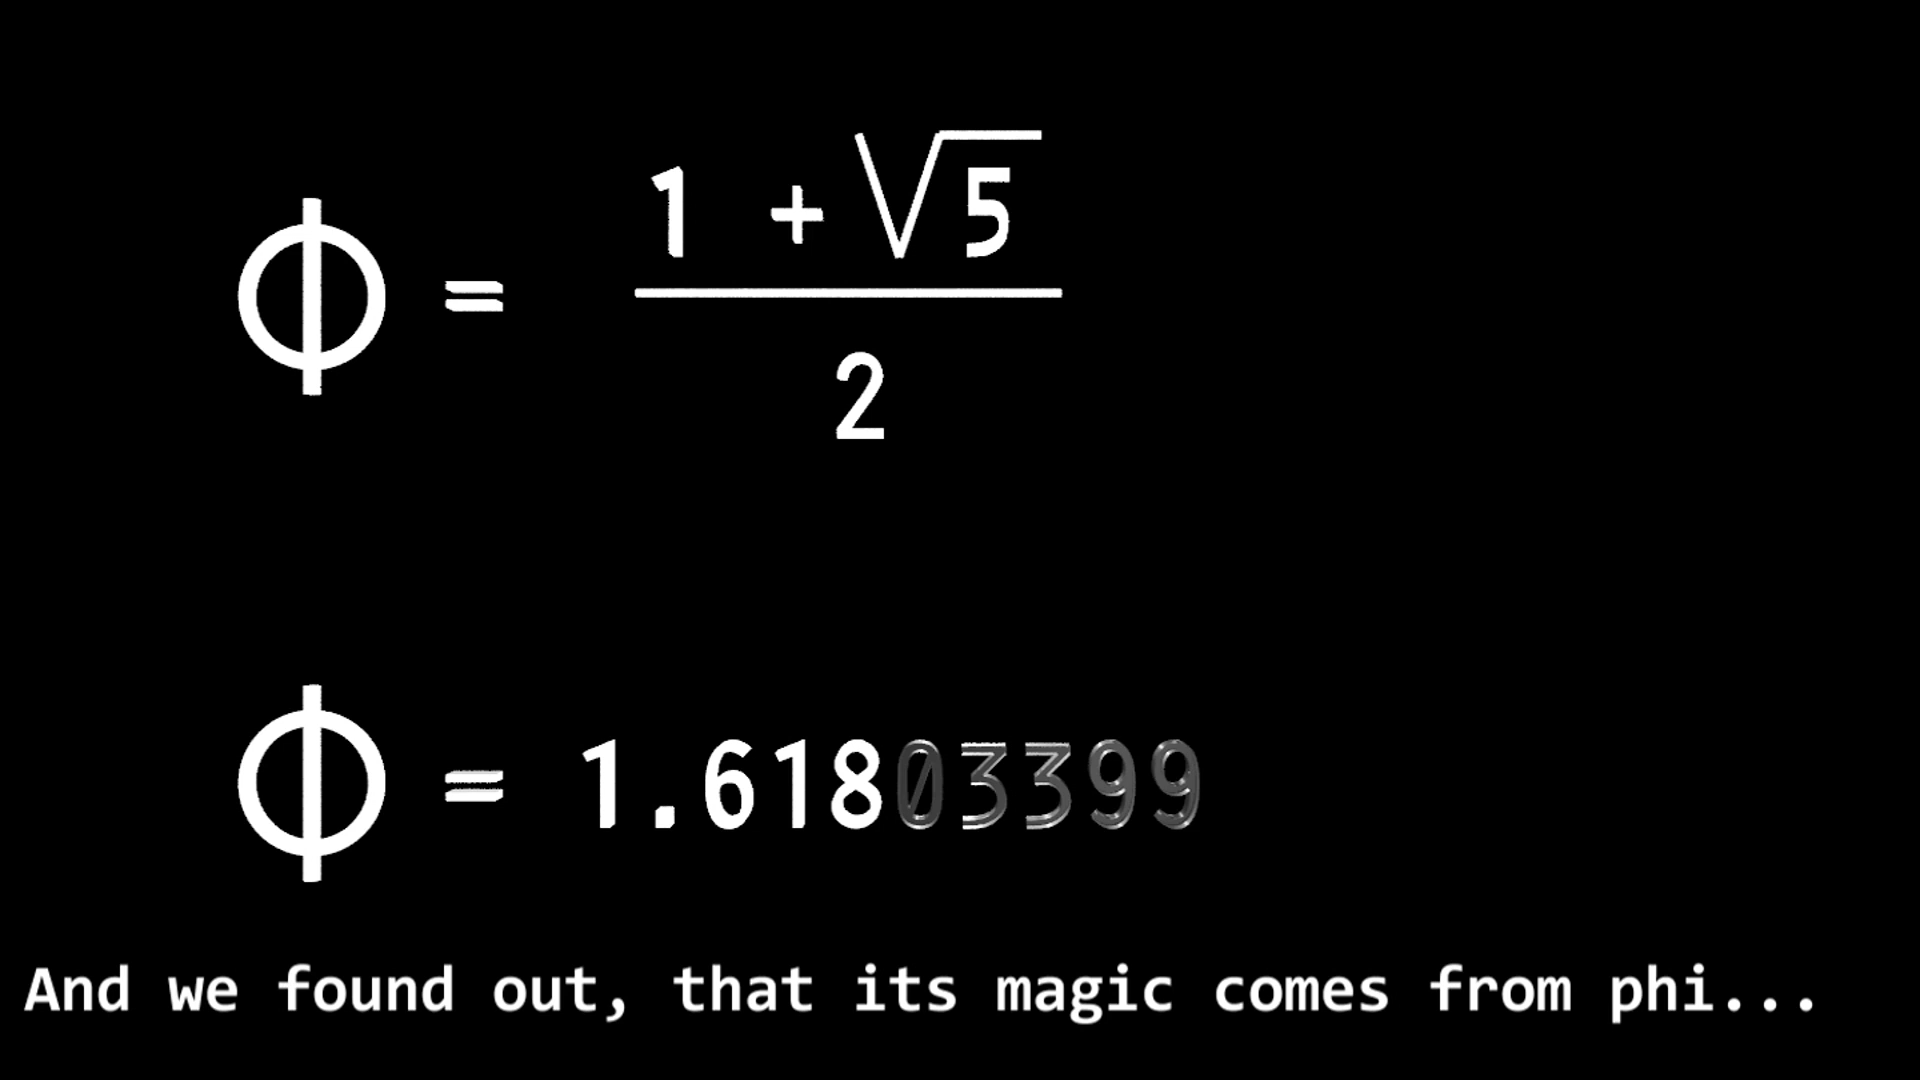 ϕ = (1 + √5) / 2
ϕ = 1.61803399
And we found out, that its magic comes from phi...